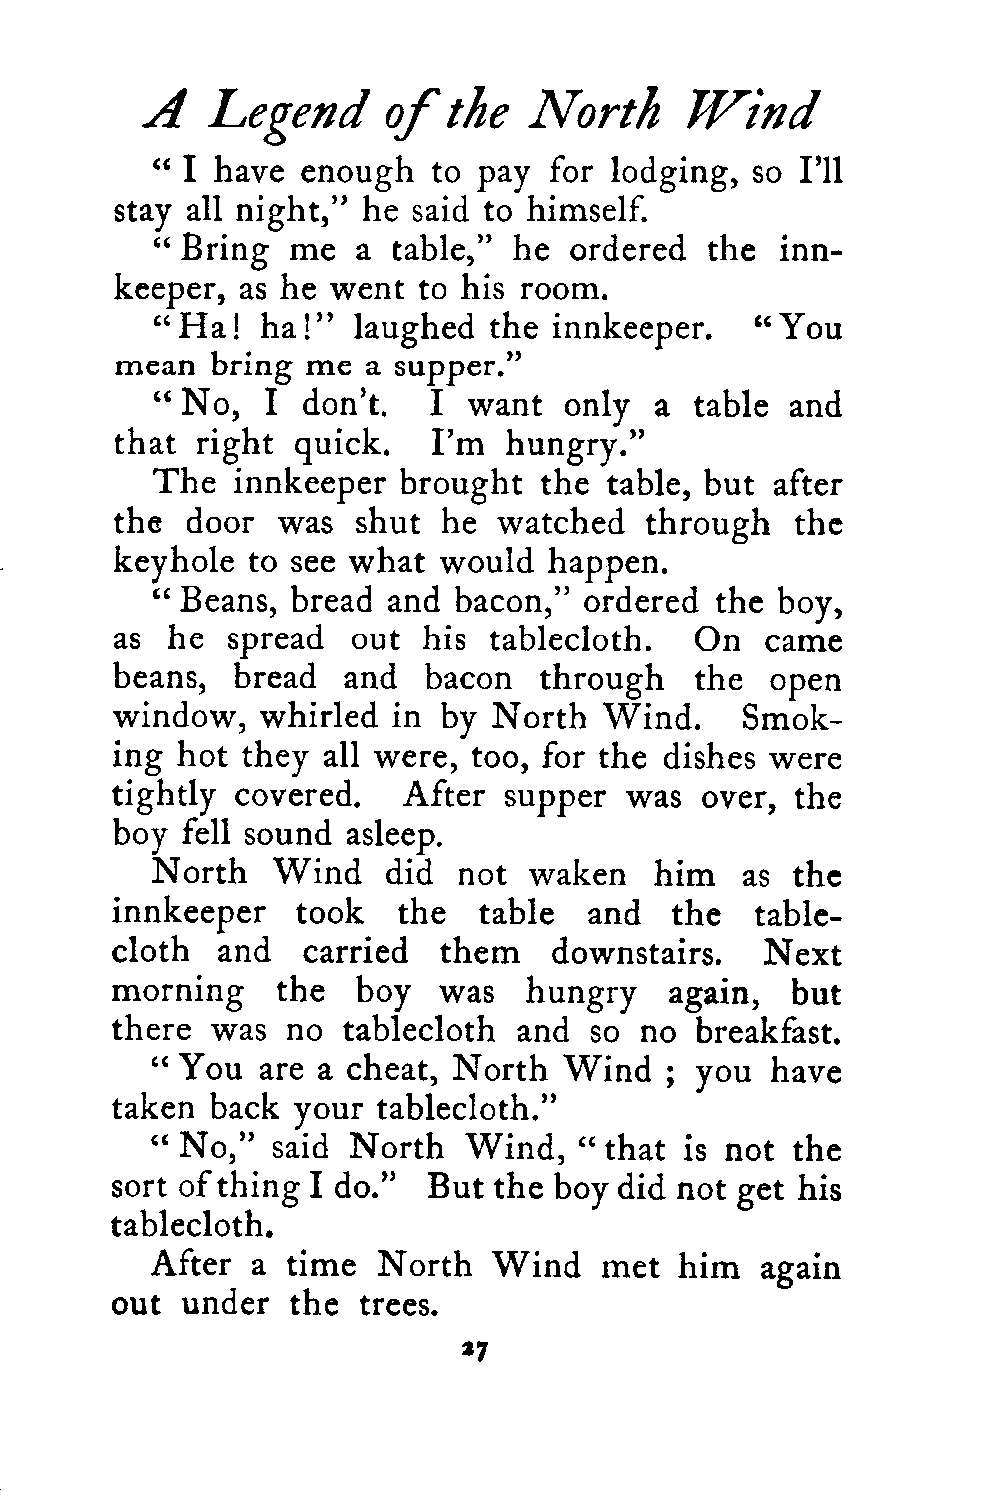 A Legend of the North Wind
“ I have enough to pay for lodging, so I’ll
stay all night,” he said to himself.
“ Bring me a table,” he ordered the inn-
keeper, as he went to his room.
“ Ha! ha!” laughed the innkeeper. “ You
mean bring me a supper.”
“ No, I don’t. I want only a table and
that right quick. I’m hungry.”
The innkeeper brought the table, but after
the door was shut he watched through the
keyhole to see what would happen.
“ Beans, bread and bacon,” ordered the boy,
as he spread out his tablecloth. On came
beans, bread and bacon through the open
window, whirled in by North Wind. Smok-
ing hot they all were, too, for the dishes were
tightly covered. After supper was over, the
boy fell sound asleep.
North Wind did not waken him as the
innkeeper took the table and the table-
cloth and carried them downstairs. Next
morning the boy was hungry again, but
there was no tablecloth and so no breakfast.
“ You are a cheat, North Wind ; you have
taken back your tablecloth.”
“ No,” said North Wind, “ that is not the
sort of thing I do.” But the boy did not get his
tablecloth.
After a time North Wind met him again
out under the trees.
27